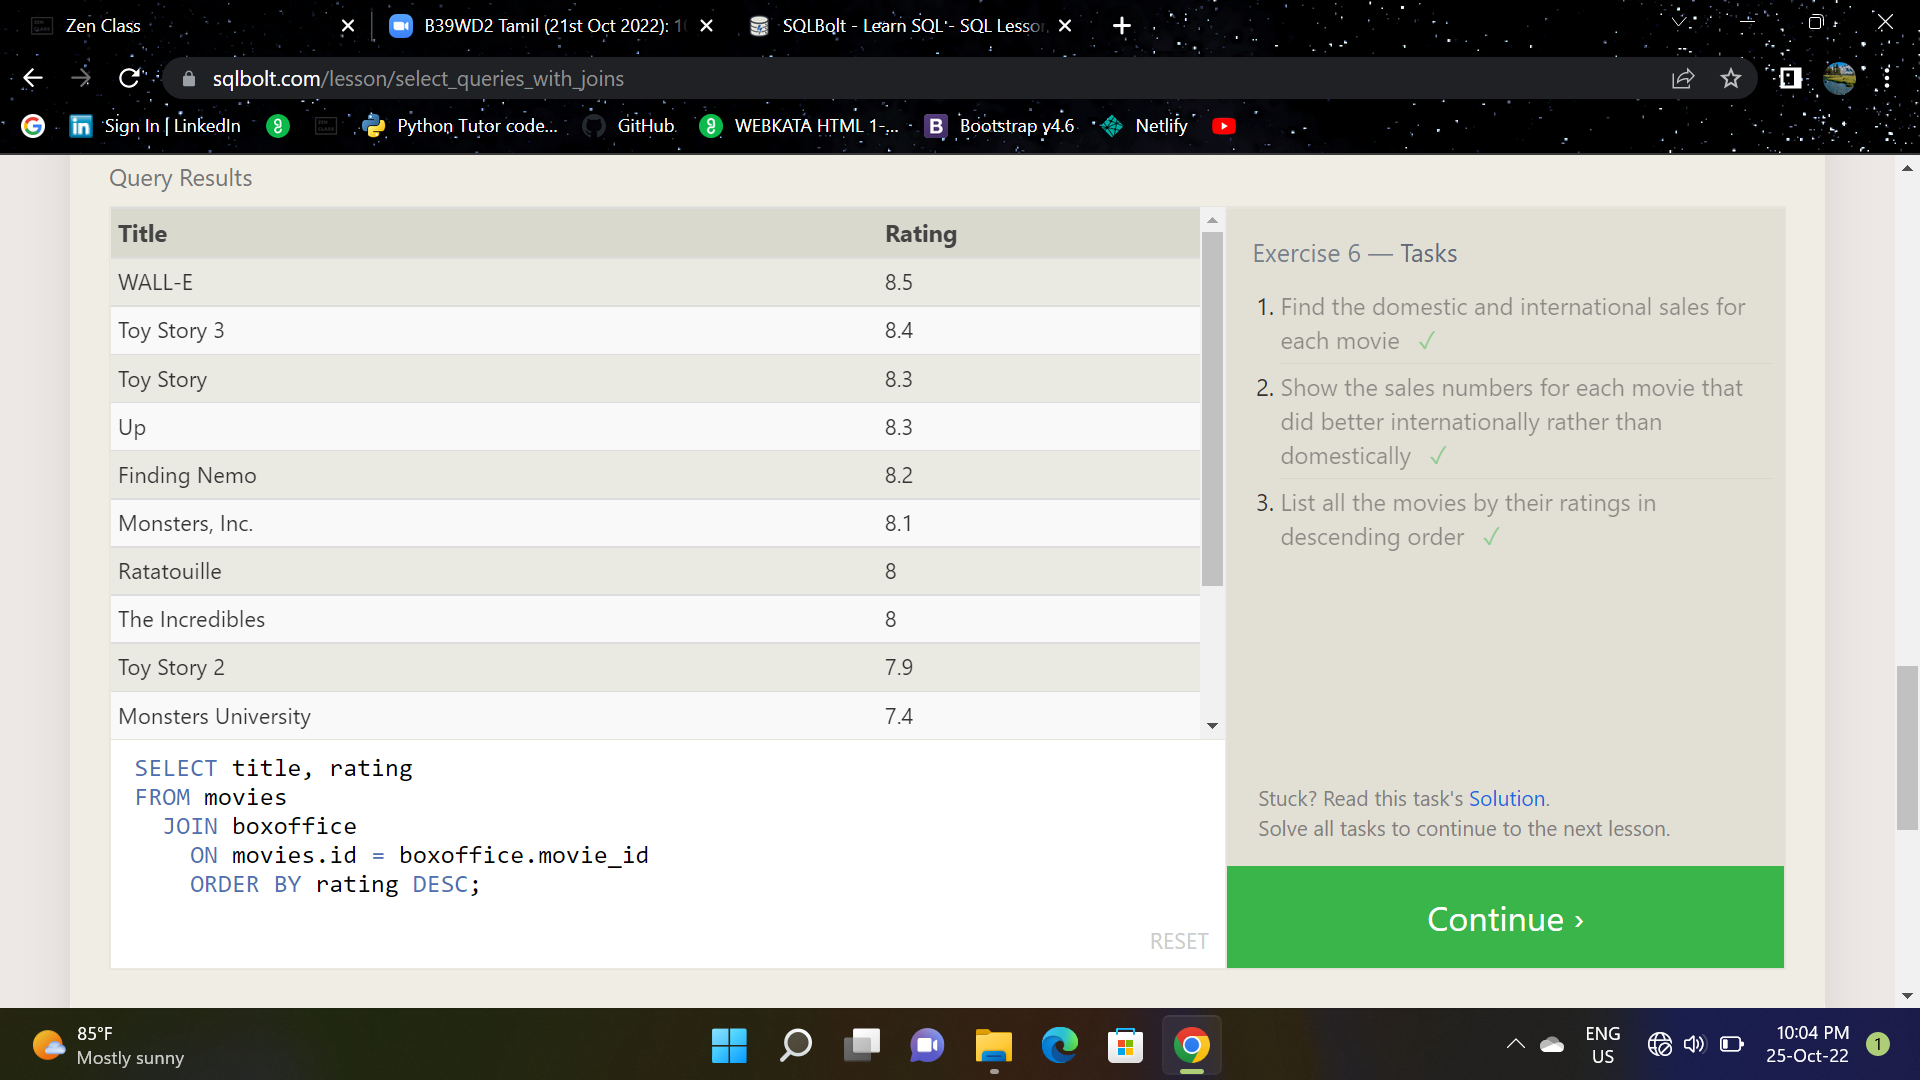 Zen Class
B39WD2 Tamil (21st Oct 2022): 1
SQLBolt - Learn SQL - SQL Lesson
sqlbolt.com/lesson/select_queries_with_joins
Sign In | LinkedIn
Python Tutor code...
GitHub
WEBKATA HTML 1-...
Bootstrap v4.6
Netlify
Query Results
Title Rating
WALL-E 8.5
Toy Story 3 8.4
Toy Story 8.3
Up 8.3
Finding Nemo 8.2
Monsters, Inc. 8.1
Ratatouille 8
The Incredibles 8
Toy Story 2 7.9
Monsters University 7.4
SELECT title, rating
FROM movies
JOIN boxoffice
ON movies.id = boxoffice.movie_id
ORDER BY rating DESC;
RESET
Exercise 6 — Tasks
1. Find the domestic and international sales for
each movie ✓
2. Show the sales numbers for each movie that
did better internationally rather than
domestically ✓
3. List all the movies by their ratings in
descending order ✓
Stuck? Read this task's Solution.
Solve all tasks to continue to the next lesson.
Continue ›
85°F
Mostly sunny
ENG
US
10:04 PM
25-Oct-22
1